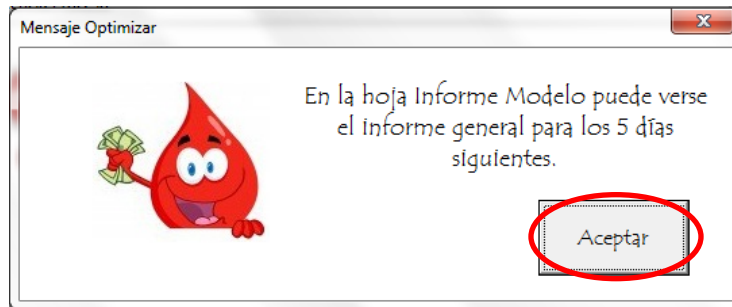 Mensaje Optimizar
En la hoja Informe Modelo puede verse
el informe general para los 5 días
siguientes.
Aceptar